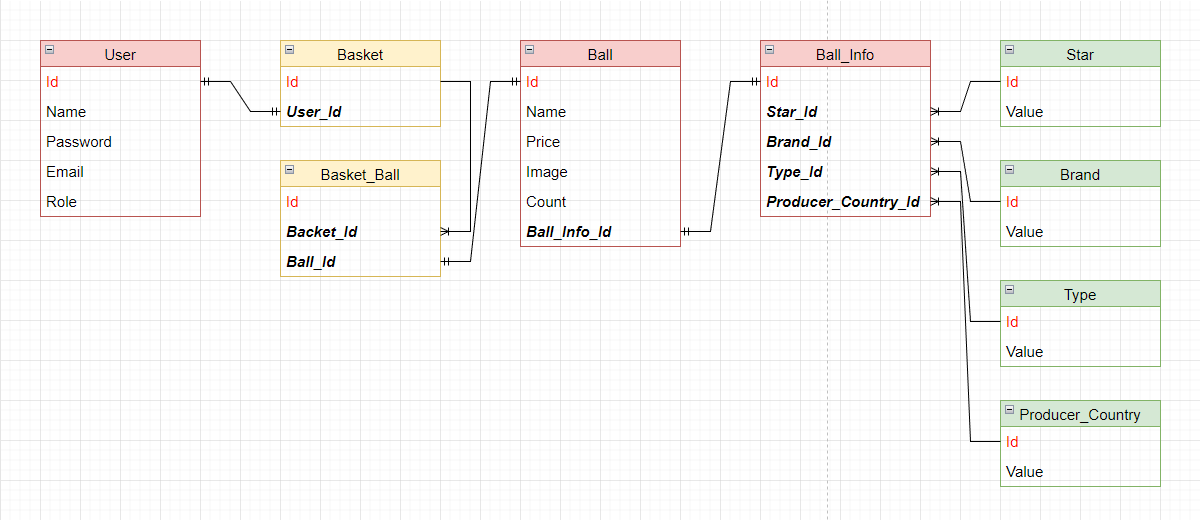 User
Id
Name
Password
Email
Role
Basket
Id
User_Id
Basket_Ball
Id
Backet_Id
Ball_Id
Ball
Id
Name
Price
Image
Count
Ball_Info_Id
Ball_Info
Id
Star_Id
Brand_Id
Type_Id
Producer_Country_Id
Star
Id
Value
Brand
Id
Value
Type
Id
Value
Producer_Country
Id
Value